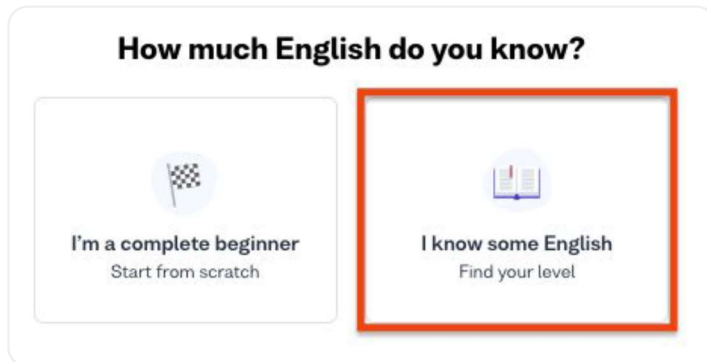 How much English do you know?
I'm a complete beginner
Start from scratch
I know some English
Find your level